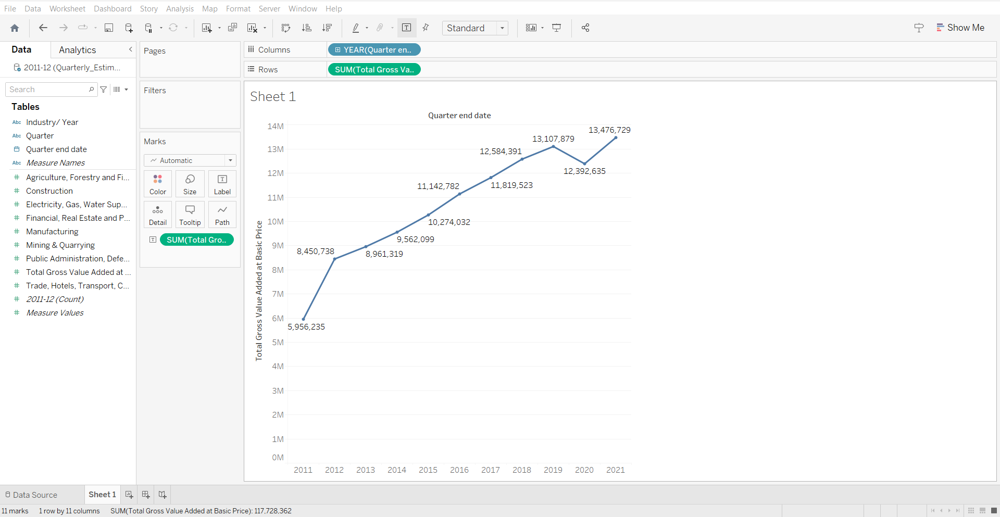 File Data Worksheet Dashboard Story Analysis Map Format Server Window Help
Standard
Show Me
Data
Analytics
2011-12 (Quarterly_Estim...
Search
Tables
Abc Industry/ Year
Abc Quarter
Quarter end date
Abc Measure Names
# Agriculture, Forestry and Fi...
# Construction
# Electricity, Gas, Water Sup...
# Financial, Real Estate and P...
# Manufacturing
# Mining & Quarrying
# Public Administration, Defe...
# Total Gross Value Added at ...
# Trade, Hotels, Transport, C...
# 2011-12 (Count)
# Measure Values
Pages
Filters
Marks
Automatic
Color
Size
T
Label
Detail
Tooltip
Path
T SUM(Total Gro..
Columns
YEAR(Quarter en..
Rows
SUM(Total Gross Va..
Sheet 1
Quarter end date
Total Gross Value Added at Basic Price
14M
13M
12M
11M
10M
9M
8M
7M
6M
5M
4M
3M
2M
1M
0M
5,956,235
8,450,738
8,961,319
9,562,099
10,274,032
11,142,782
11,819,523
12,584,391
13,107,879
12,392,635
13,476,729
2011 2012 2013 2014 2015 2016 2017 2018 2019 2020 2021
Data Source
Sheet 1
11 marks 1 row by 11 columns SUM(Total Gross Value Added at Basic Price): 117,728,362